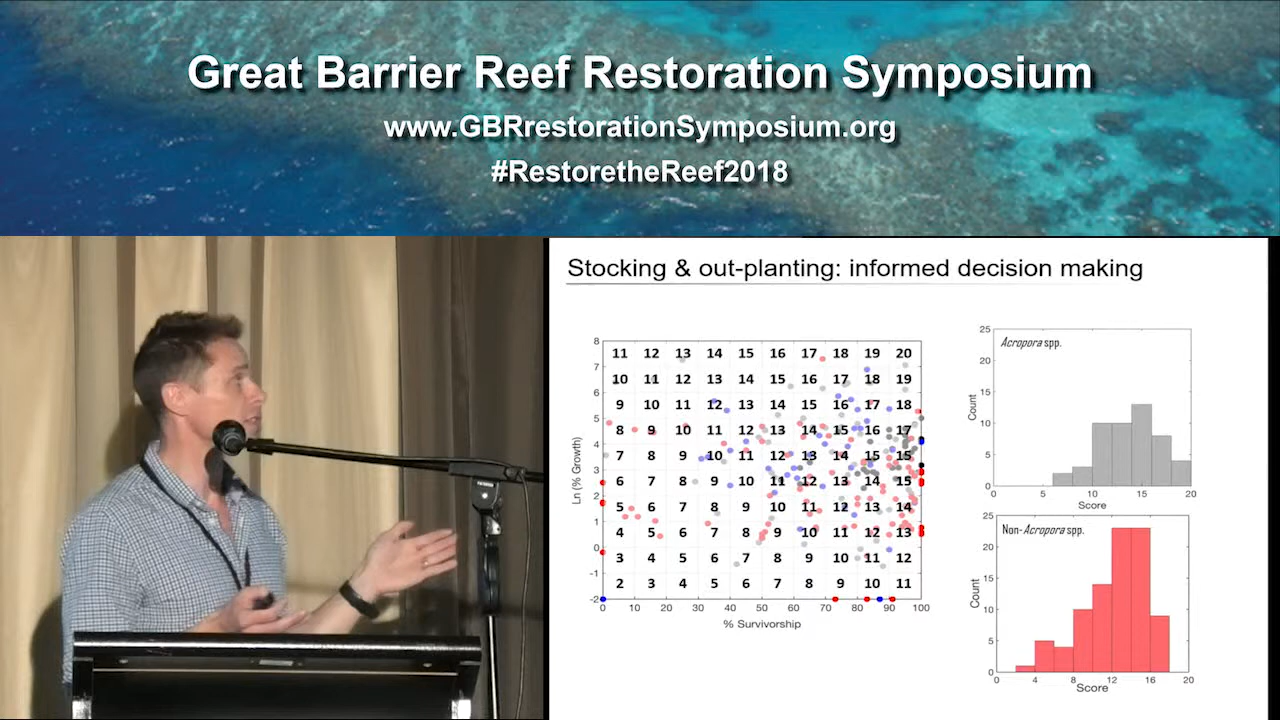 Great Barrier Reef Restoration Symposium
www.GBRrestorationSymposium.org
#RestoretheReef2018
Stocking & out-planting: informed decision making
8
7
6
5
4
3
2
1
0
-1
-2
11 12 13 14 15 16 17 18 19 20
10 11 12 13 14 15 16 17 18 19
9 10 11 12 13 14 15 16 17 18
8 9 10 11 12 13 14 15 16 17
7 8 9 10 11 12 13 14 15 15
6 7 8 9 10 11 12 13 14 15
5 6 7 8 9 10 11 12 13 14
4 5 6 7 8 9 10 11 12 13
3 4 5 6 7 8 9 10 11 12
2 3 4 5 6 7 8 9 10 11
0 10 20 30 40 50 60 70 80 90 100
Ln (% Growth)
% Survivorship
Acropora spp.
25
20
15
10
5
0
Count
0 5 10 15 20
Score
Non-Acropora spp.
25
20
15
10
5
0
Count
0 4 8 12 16 20
Score